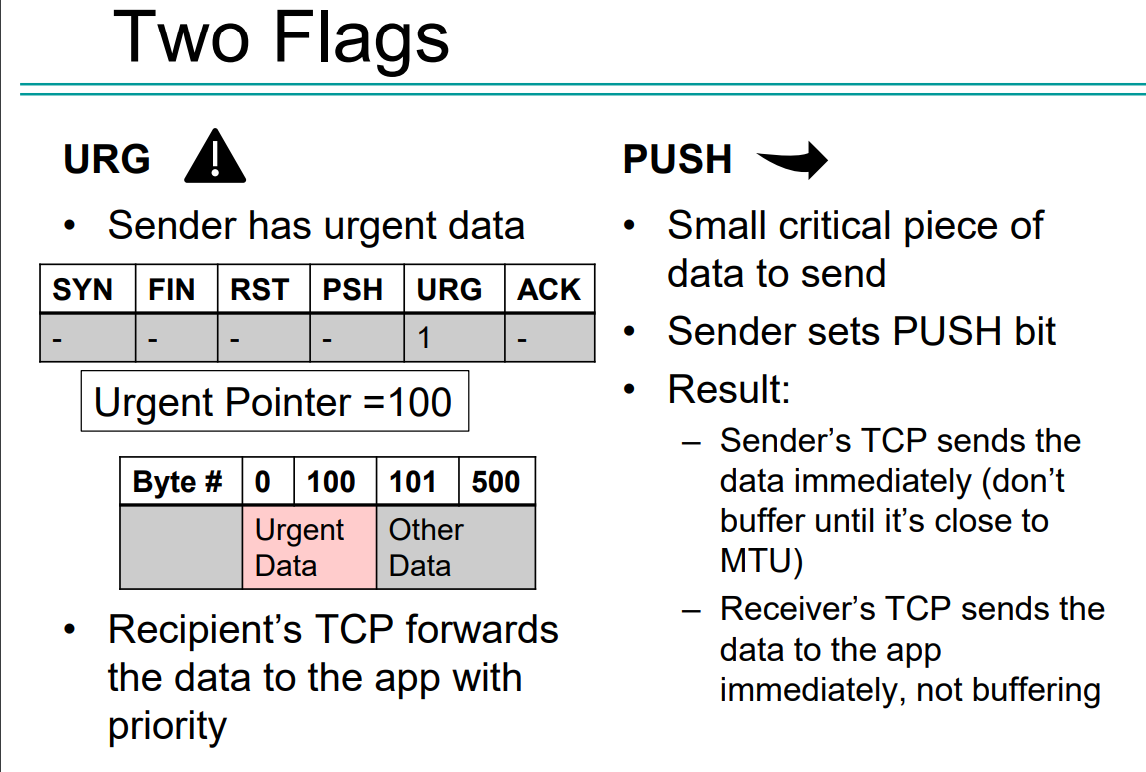 Two Flags
URG
• Sender has urgent data
SYN FIN RST PSH URG ACK
- - - - 1 -
Urgent Pointer =100
Byte # 0 100 101 500
Urgent Other
Data Data
• Recipient's TCP forwards
the data to the app with
priority
PUSH
• Small critical piece of
data to send
• Sender sets PUSH bit
• Result:
– Sender's TCP sends the
data immediately (don't
buffer until it's close to
MTU)
– Receiver's TCP sends the
data to the app
immediately, not buffering